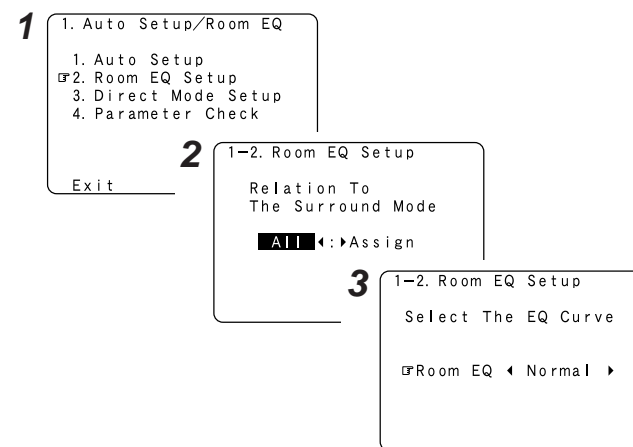 1
1. Auto Setup/Room EQ
1. Auto Setup
☞2. Room EQ Setup
3. Direct Mode Setup
4. Parameter Check
Exit
2
1-2. Room EQ Setup
Relation To
The Surround Mode
All ◂:▸Assign
3
1-2. Room EQ Setup
Select The EQ Curve
☞Room EQ ◂ Normal ▸